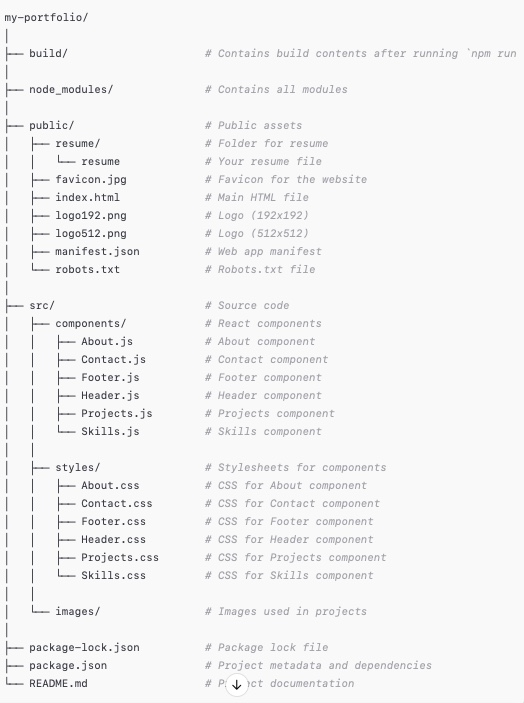 my-portfolio/
│
├── build/ # Contains build contents after running `npm run
│
├── node_modules/ # Contains all modules
│
├── public/ # Public assets
│   ├── resume/ # Folder for resume
│   │   └── resume # Your resume file
│   ├── favicon.jpg # Favicon for the website
│   ├── index.html # Main HTML file
│   ├── logo192.png # Logo (192x192)
│   ├── logo512.png # Logo (512x512)
│   ├── manifest.json # Web app manifest
│   └── robots.txt # Robots.txt file
│
├── src/ # Source code
│   ├── components/ # React components
│   │   ├── About.js # About component
│   │   ├── Contact.js # Contact component
│   │   ├── Footer.js # Footer component
│   │   ├── Header.js # Header component
│   │   ├── Projects.js # Projects component
│   │   └── Skills.js # Skills component
│   │
│   ├── styles/ # Stylesheets for components
│   │   ├── About.css # CSS for About component
│   │   ├── Contact.css # CSS for Contact component
│   │   ├── Footer.css # CSS for Footer component
│   │   ├── Header.css # CSS for Header component
│   │   ├── Projects.css # CSS for Projects component
│   │   └── Skills.css # CSS for Skills component
│   │
│   └── images/ # Images used in projects
│
├── package-lock.json # Package lock file
├── package.json # Project metadata and dependencies
└── README.md # documentation